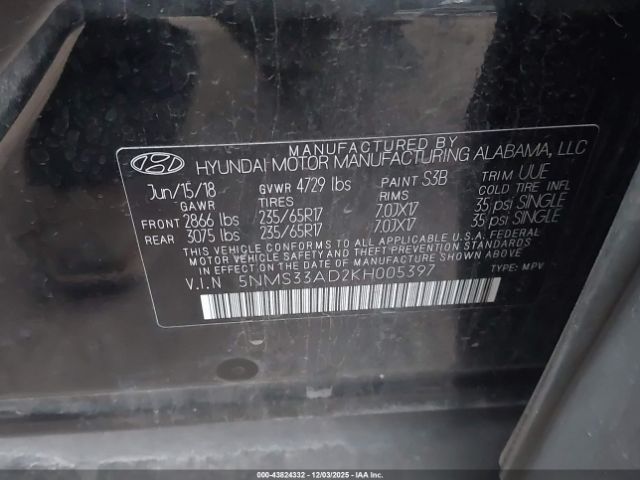 MANUFACTURED BY
HYUNDAI MOTOR MANUFACTURING ALABAMA, LLC
Jun/15/18 GVWR 4729 lbs PAINT S3B TRIM UUE
GAWR TIRES RIMS COLD TIRE INFL
FRONT 2866 lbs 235/65R17 7.0JX17 35 psi SINGLE
REAR 3075 lbs 235/65R17 7.0JX17 35 psi SINGLE
THIS VEHICLE CONFORMS TO ALL APPLICABLE U.S.A. FEDERAL
MOTOR VEHICLE SAFETY AND THEFT PREVENTION STANDARDS
IN EFFECT ON THE DATE OF MANUFACTURE SHOWN ABOVE.
V.I.N 5NMS33AD2KH005397 TYPE: MPV
000-43824332 - 12/03/2025 - IAAI.COM